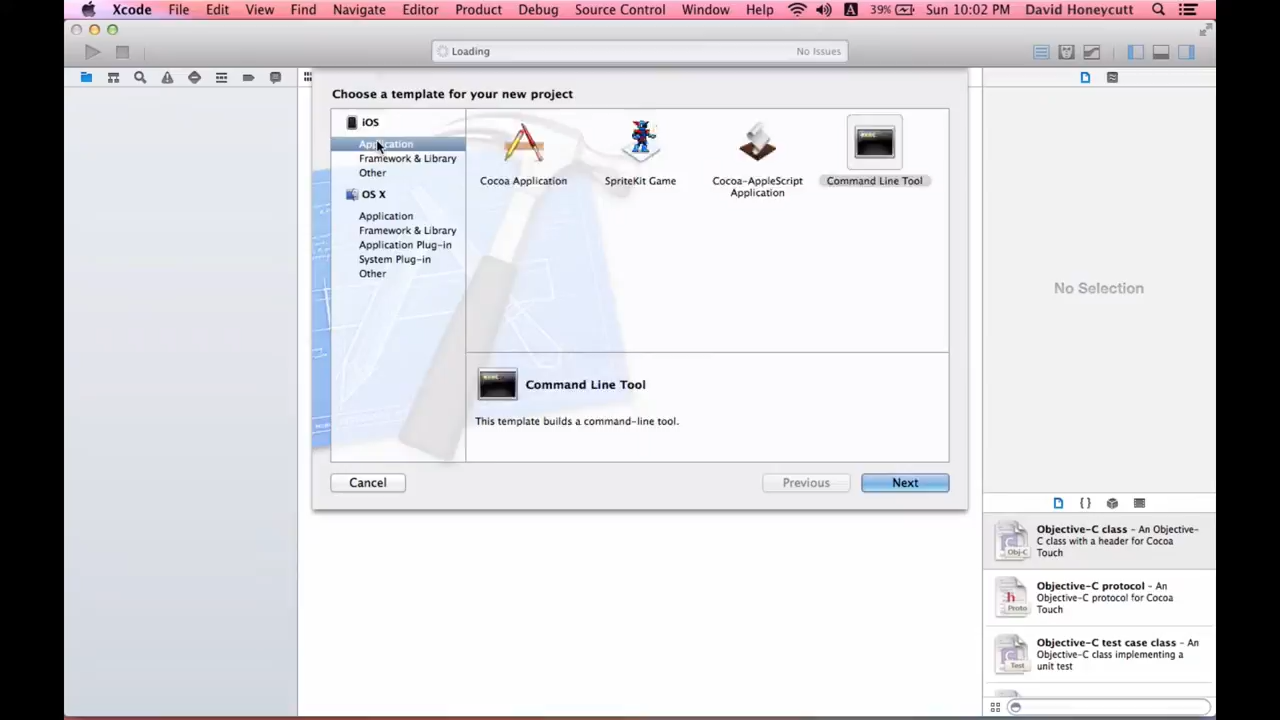 Xcode File Edit View Find Navigate Editor Product Debug Source Control Window Help A 39% Sun 10:02 PM David Honeycutt
Loading No Issues
Choose a template for your new project
iOS
Application
Framework & Library
Other
OS X
Application
Framework & Library
Application Plug-in
System Plug-in
Other
Cocoa Application
SpriteKit Game
Cocoa-AppleScript
Application
Command Line Tool
Command Line Tool
This template builds a command-line tool.
Cancel
Previous
Next
No Selection
{ }
Objective-C class - An Objective-
C class with a header for Cocoa
Touch
Obj-C
Objective-C protocol - An
Objective-C protocol for Cocoa
Touch
Proto
Objective-C test case class - An
Objective-C class implementing a
unit test
Test